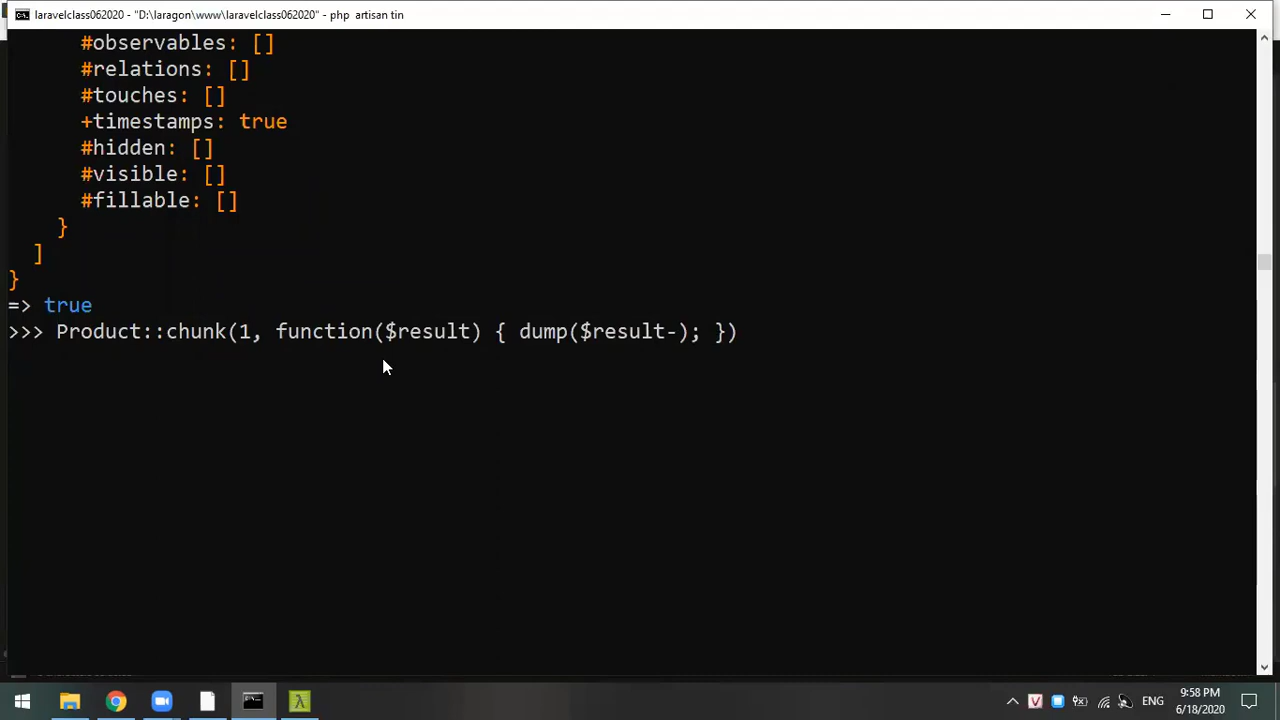 laravelclass062020 - "D:\laragon\www\laravelclass062020" - php  artisan tin
#observables: []
#relations: []
#touches: []
+timestamps: true
#hidden: []
#visible: []
#fillable: []
}
]
}
=> true
>>> Product::chunk(1, function($result) { dump($result-); })
9:58 PM
ENG
6/18/2020